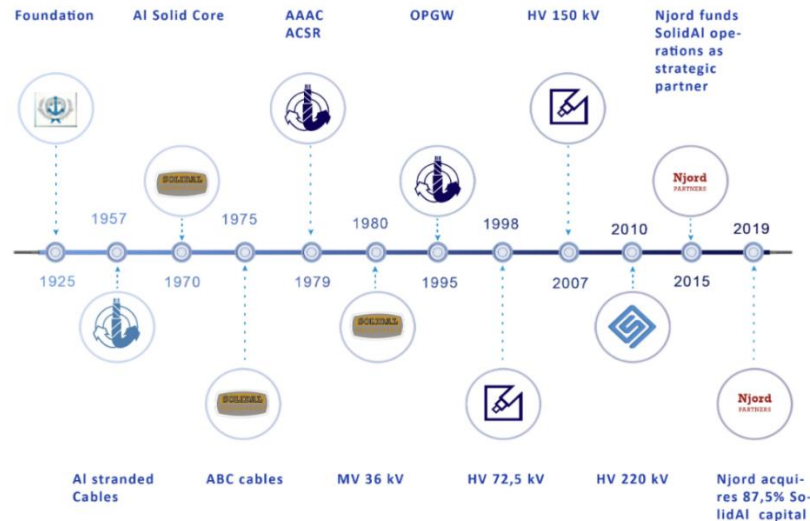 Foundation
Al Solid Core
AAAC
ACSR
OPGW
HV 150 kV
Njord funds
SolidAl ope-
rations as
strategic
partner
SOLIDAL
Njord
PARTNERS
1957
1975
1980
1998
2010
2019
1925
1970
1979
1995
2007
2015
SOLIDAL
SOLIDAL
Njord
PARTNERS
Al stranded
Cables
ABC cables
MV 36 kV
HV 72,5 kV
HV 220 kV
Njord acqui-
res 87,5% So-
lidAl capital